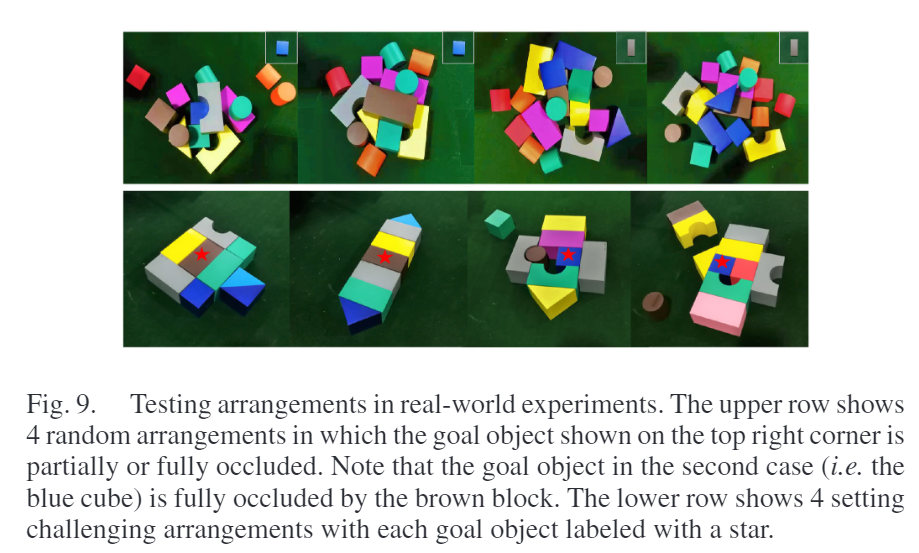 Fig. 9. Testing arrangements in real-world experiments. The upper row shows
4 random arrangements in which the goal object shown on the top right corner is
partially or fully occluded. Note that the goal object in the second case (i.e. the
blue cube) is fully occluded by the brown block. The lower row shows 4 setting
challenging arrangements with each goal object labeled with a star.